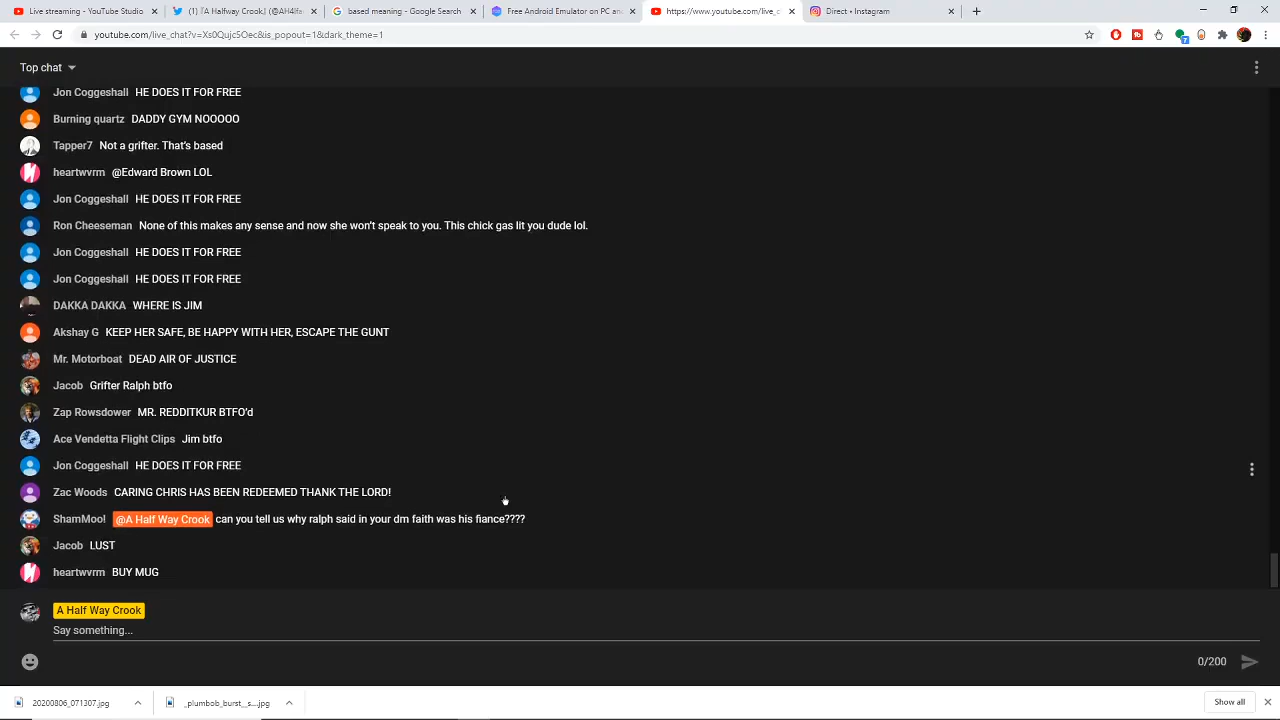 Live streaming - YouTube Studio
(1) [A Halfway Crook.] (@AH4lfa
based meaning - Google Search
Free Android Emulator on PC an
https://www.youtube.com/live_c
Direct • Instagram
youtube.com/live_chat?v=Xs0Qujc5Oec&is_popout=1&dark_theme=1
Top chat
Jon Coggeshall HE DOES IT FOR FREE
Burning quartz DADDY GYM NOOOOO
Tapper7 Not a grifter. That's based
heartwvrm @Edward Brown LOL
Jon Coggeshall HE DOES IT FOR FREE
Ron Cheeseman None of this makes any sense and now she won't speak to you. This chick gas lit you dude lol.
Jon Coggeshall HE DOES IT FOR FREE
Jon Coggeshall HE DOES IT FOR FREE
DAKKA DAKKA WHERE IS JIM
Akshay G KEEP HER SAFE, BE HAPPY WITH HER, ESCAPE THE GUNT
Mr. Motorboat DEAD AIR OF JUSTICE
Jacob Grifter Ralph btfo
Zap Rowsdower MR. REDDITKUR BTFO'd
Ace Vendetta Flight Clips Jim btfo
Jon Coggeshall HE DOES IT FOR FREE
Zac Woods CARING CHRIS HAS BEEN REDEEMED THANK THE LORD!
ShamMoo! @A Half Way Crook can you tell us why ralph said in your dm faith was his fiance????
Jacob LUST
heartwvrm BUY MUG
A Half Way Crook
Say something...
0/200
20200806_071307.jpg
_plumbob_burst__s....jpg
Show all